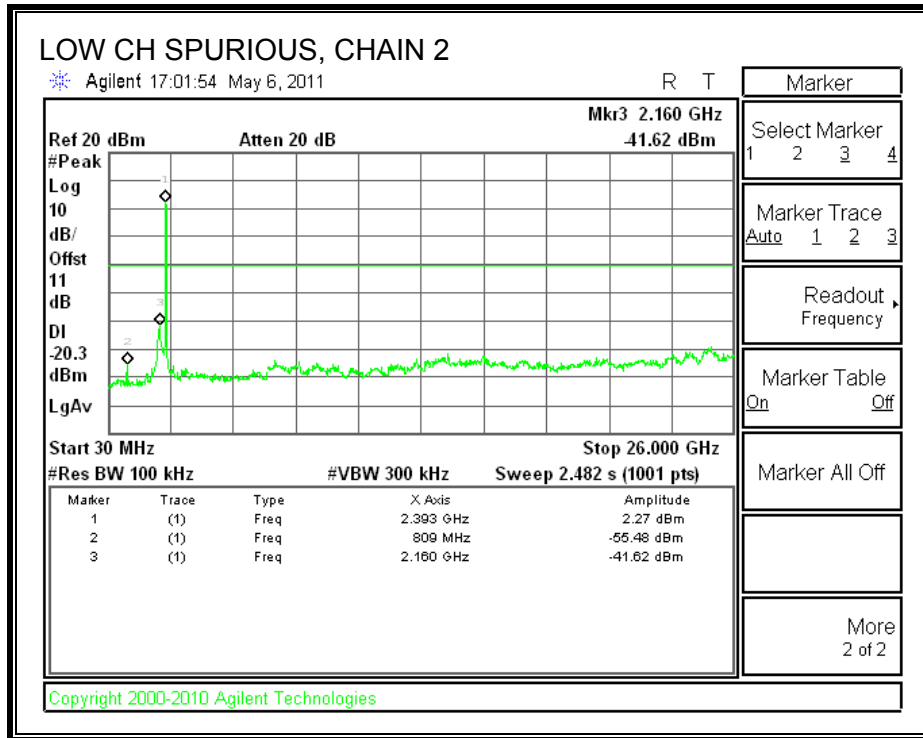 LOW CH SPURIOUS, CHAIN 2
Agilent 17:01:54 May 6, 2011 R T
Mkr3 2.160 GHz
Ref 20 dBm Atten 20 dB -41.62 dBm
#Peak
Log
10
dB/
Offst
11
dB
DI
-20.3
dBm
LgAv
1
3
2
Start 30 MHz Stop 26.000 GHz
#Res BW 100 kHz #VBW 300 kHz Sweep 2.482 s (1001 pts)
Marker Trace Type X Axis Amplitude
1 (1) Freq 2.393 GHz 2.27 dBm
2 (1) Freq 809 MHz -55.48 dBm
3 (1) Freq 2.160 GHz -41.62 dBm
Marker
Select Marker
1 2 3 4
Marker Trace
Auto 1 2 3
Readout
Frequency
Marker Table
On Off
Marker All Off
More
2 of 2
Copyright 2000-2010 Agilent Technologies